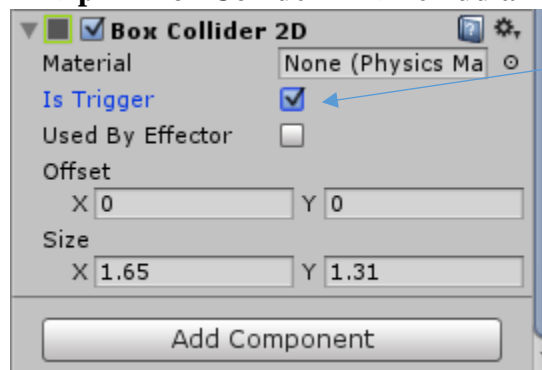 Box Collider 2D
Material None (Physics Ma
Is Trigger
Used By Effector
Offset
X 0 Y 0
Size
X 1.65 Y 1.31
Add Component